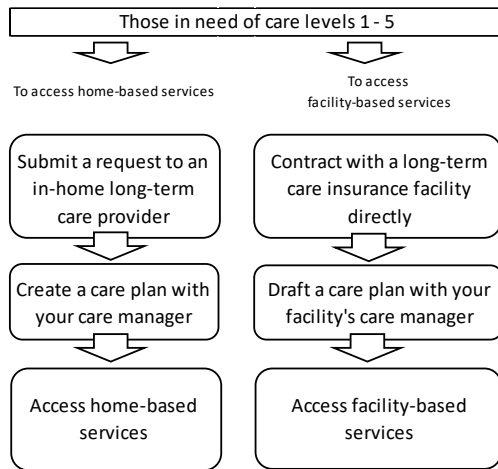 Those in need of care levels 1 - 5
To access home-based services
To access
facility-based services
Submit a request to an
in-home long-term
care provider
Contract with a long-term
care insurance facility
directly
Create a care plan with
your care manager
Draft a care plan with your
facility's care manager
Access home-based
services
Access facility-based
services